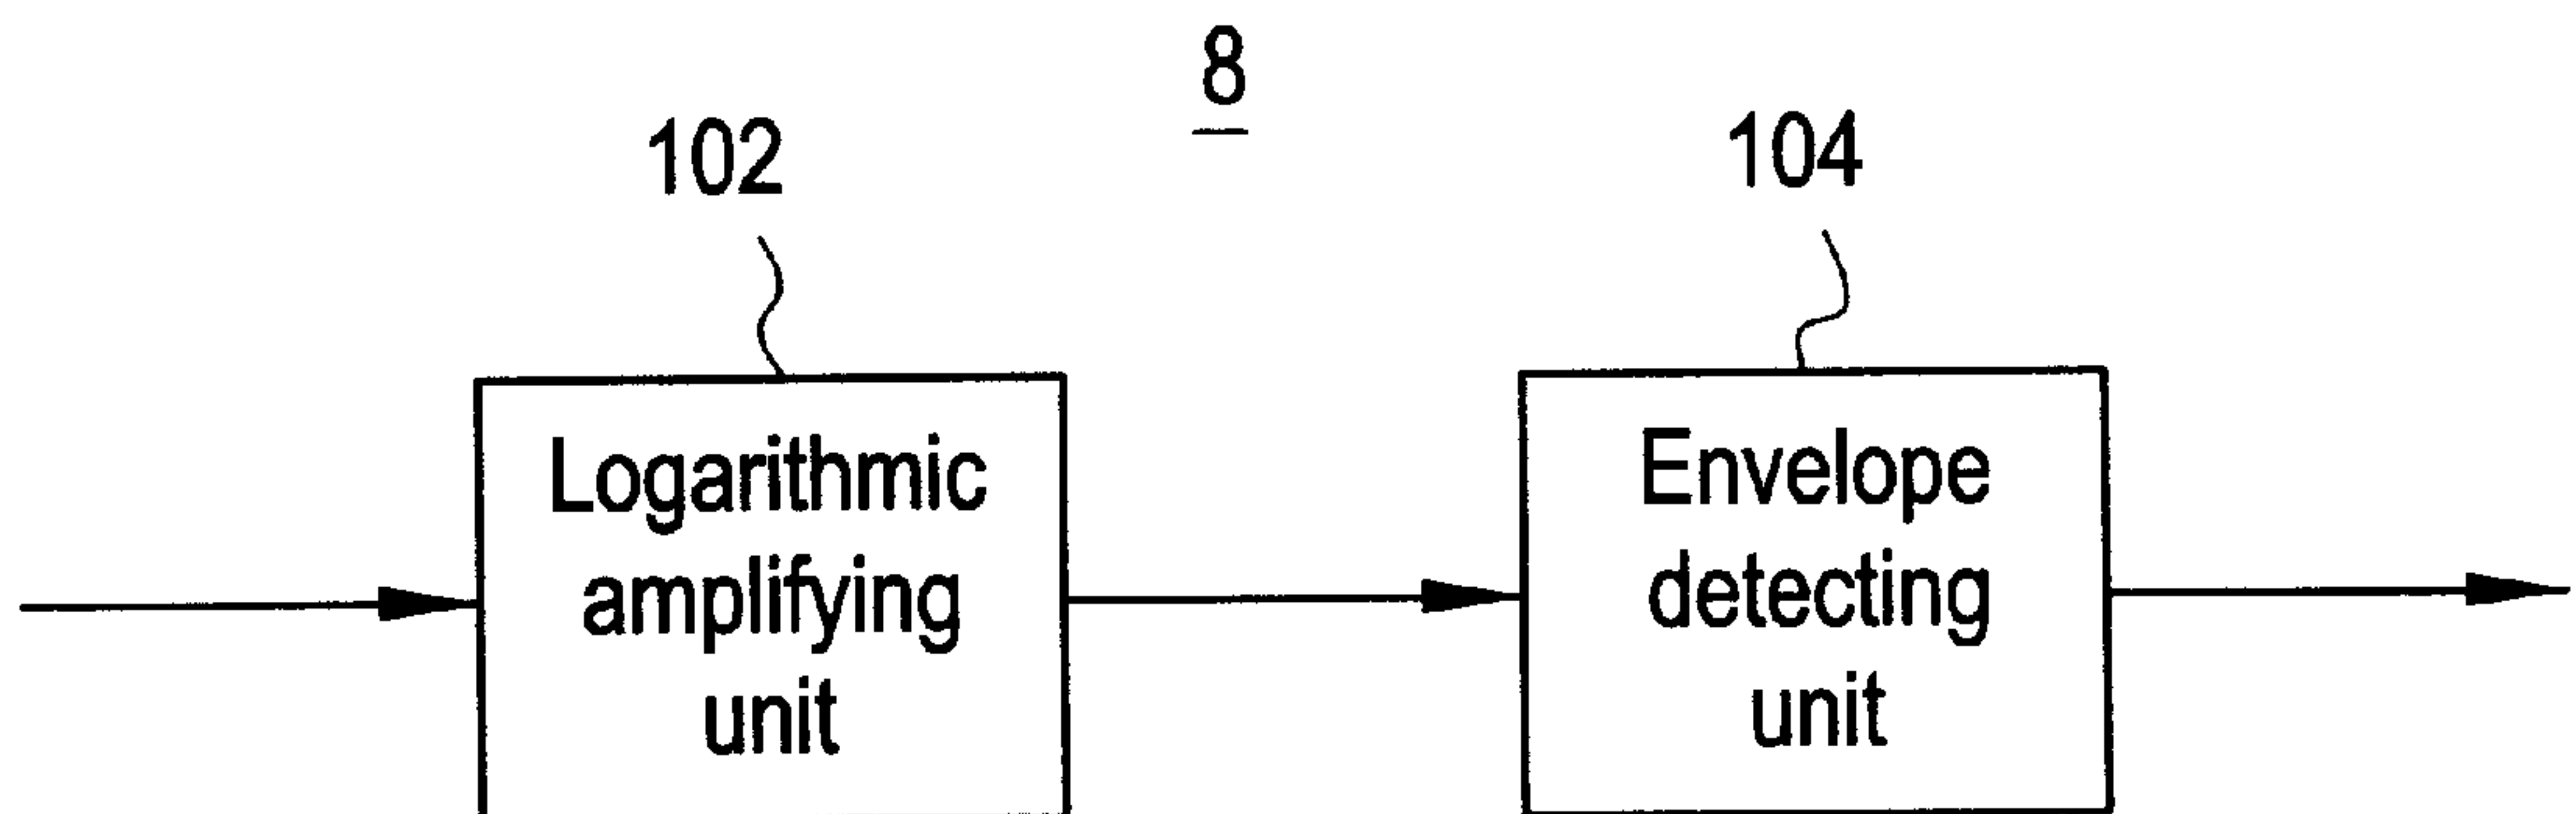 8
102
104
Logarithmic
amplifying
unit
Envelope
detecting
unit